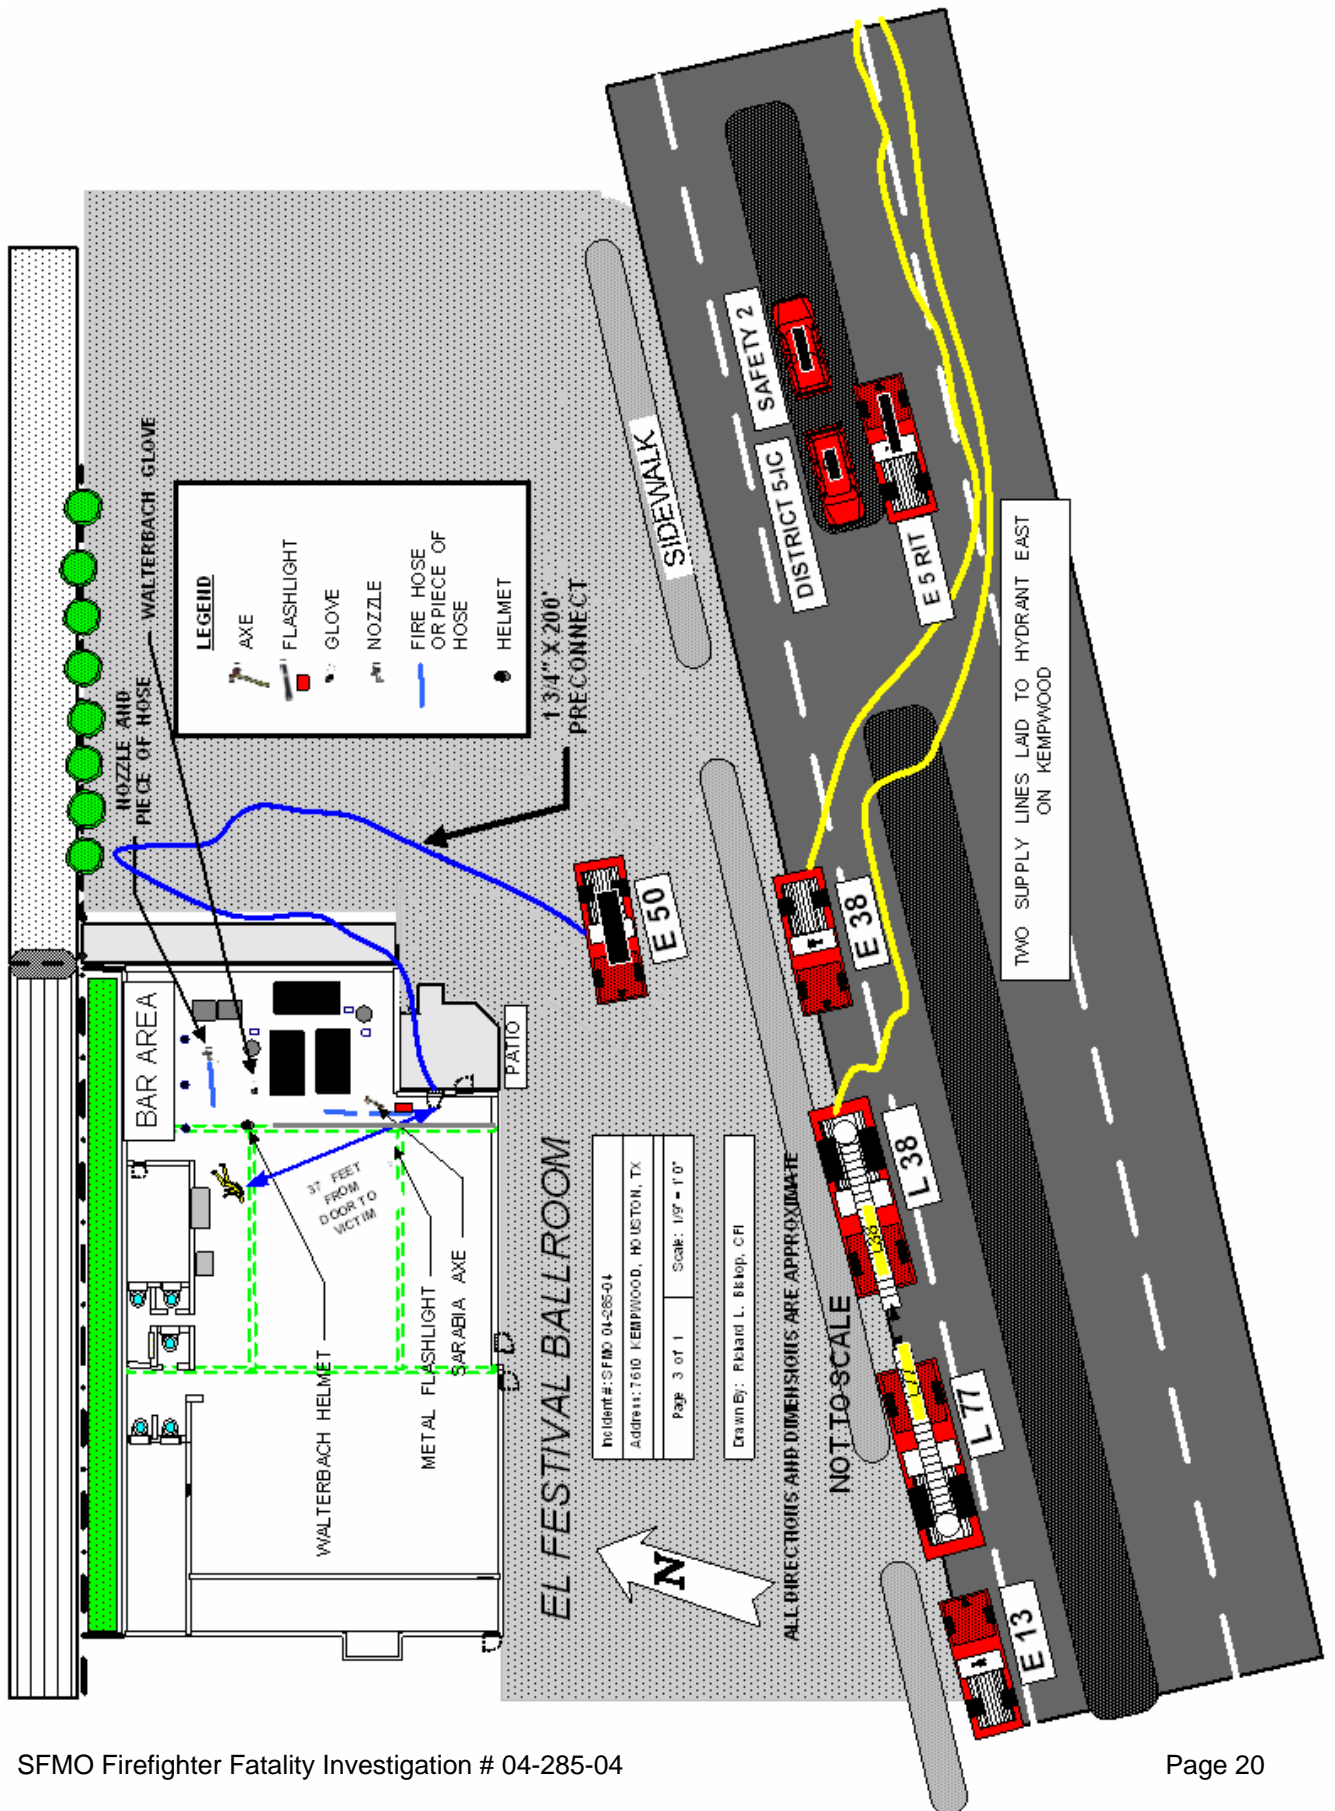 WALTERBACH GLOVE
NOZZLE AND
PIECE OF HOSE
LEGEND
AXE
FLASHLIGHT
GLOVE
NOZZLE
FIRE HOSE
OR PIECE OF
HOSE
HELMET
1 3/4" X 200'
PRECONNECT
SIDEWALK
SAFETY 2
DISTRICT 5-IC
E 5 RIT
TWO SUPPLY LINES LAID TO HYDRANT EAST
ON KEMPWOOD
BAR AREA
PATIO
E 50
E 38
L 38
L38
L 77
L77
E 13
37 FEET
FROM
DOOR TO
VICTIM
WALTERBACH HELMET
METAL FLASHLIGHT
SARABIA AXE
EL FESTIVAL BALLROOM
Incident#: SFMO 04-285-04
Address: 7610 KEMPWOOD, HOUSTON, TX
Page 3 of 1
Scale: 1/9" = 1'0"
Drawn By: Richard L. Bishop, CFI
ALL DIRECTIONS AND DIMENSIONS ARE APPROXIMATE
NOT TO SCALE
N
SFMO Firefighter Fatality Investigation # 04-285-04
Page 20